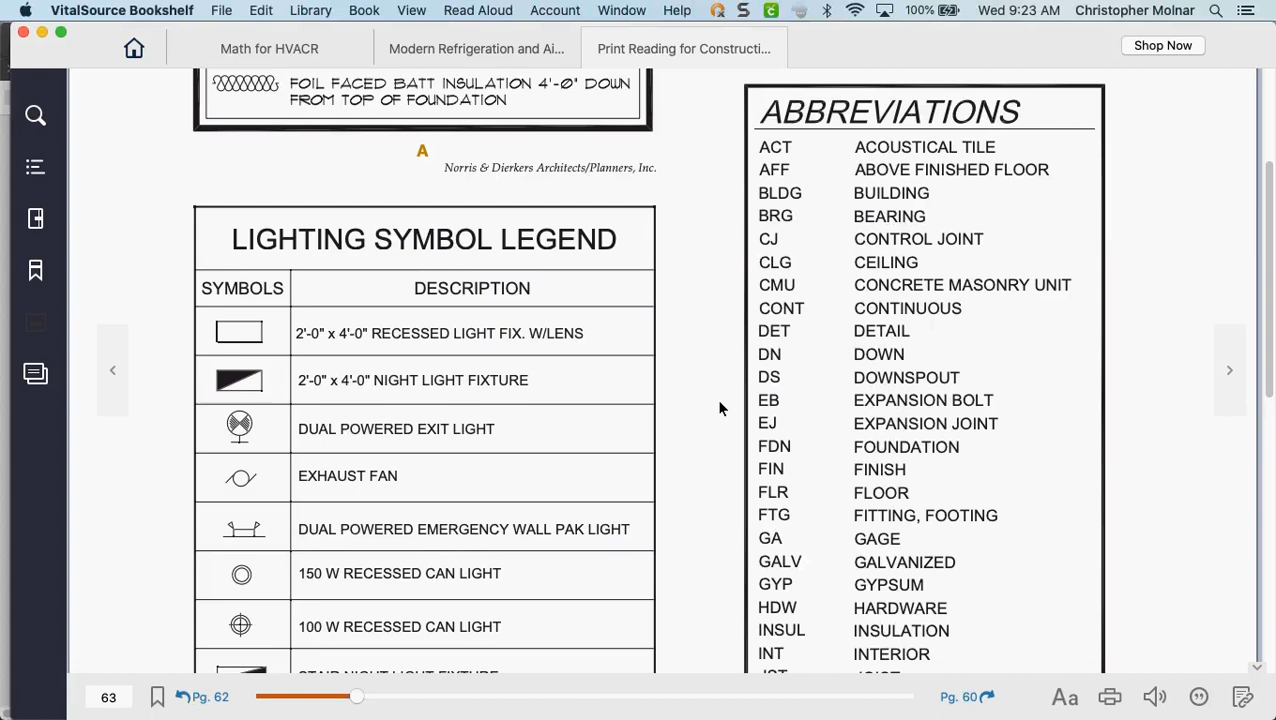 VitalSource Bookshelf File Edit Library Book View Read Aloud Account Window Help 100% Wed 9:23 AM Christopher Molnar
Math for HVACR
Modern Refrigeration and Ai...
Print Reading for Constructi...
Shop Now
FOIL FACED BATT INSULATION 4'-0" DOWN
FROM TOP OF FOUNDATION
A
Norris & Dierkers Architects/Planners, Inc.
LIGHTING SYMBOL LEGEND
SYMBOLS DESCRIPTION
2'-0" x 4'-0" RECESSED LIGHT FIX. W/LENS
2'-0" x 4'-0" NIGHT LIGHT FIXTURE
DUAL POWERED EXIT LIGHT
EXHAUST FAN
DUAL POWERED EMERGENCY WALL PAK LIGHT
150 W RECESSED CAN LIGHT
100 W RECESSED CAN LIGHT
STAIR NIGHT LIGHT FIXTURE
ABBREVIATIONS
ACT ACOUSTICAL TILE
AFF ABOVE FINISHED FLOOR
BLDG BUILDING
BRG BEARING
CJ CONTROL JOINT
CLG CEILING
CMU CONCRETE MASONRY UNIT
CONT CONTINUOUS
DET DETAIL
DN DOWN
DS DOWNSPOUT
EB EXPANSION BOLT
EJ EXPANSION JOINT
FDN FOUNDATION
FIN FINISH
FLR FLOOR
FTG FITTING, FOOTING
GA GAGE
GALV GALVANIZED
GYP GYPSUM
HDW HARDWARE
INSUL INSULATION
INT INTERIOR
JST JOIST
63
Pg. 62
Pg. 60
Aa